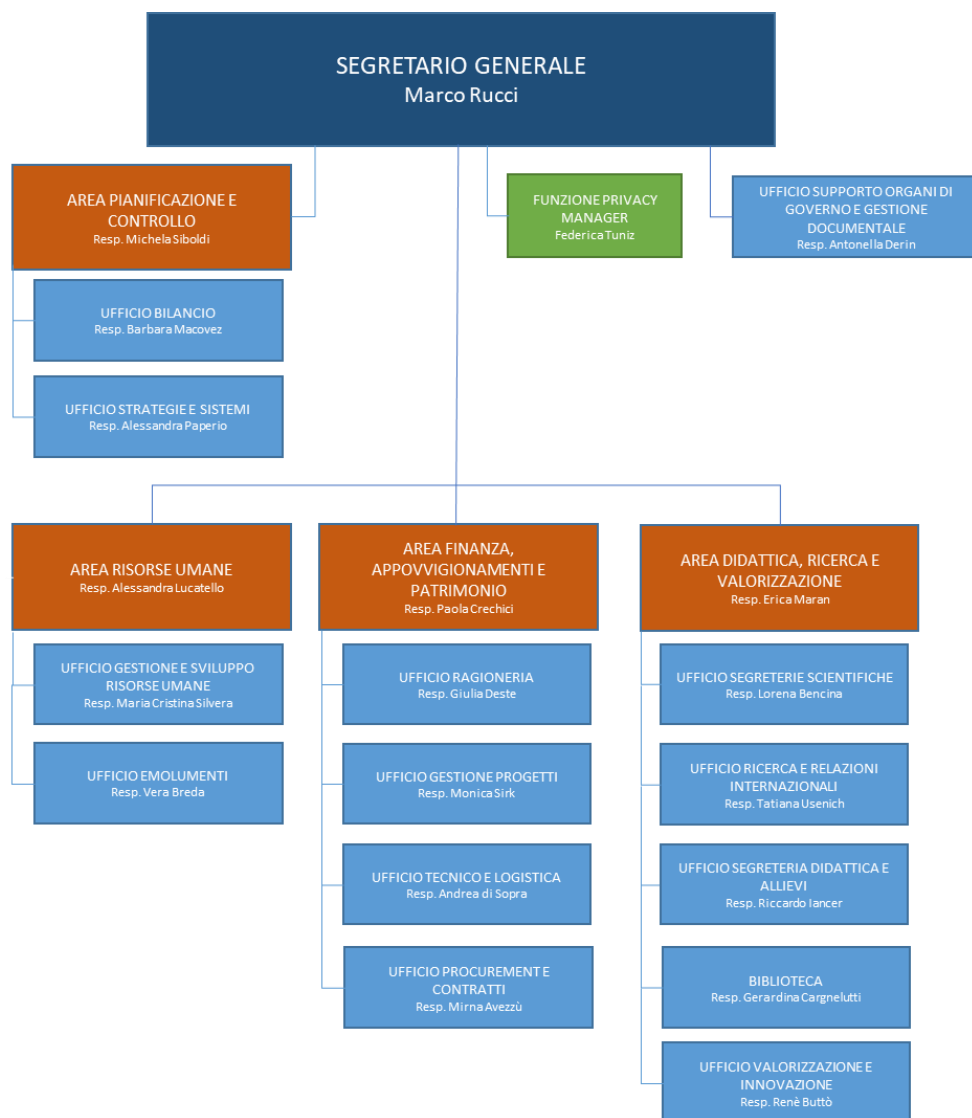 SEGRETARIO GENERALE
Marco Rucci
AREA PIANIFICAZIONE E
CONTROLLO
Resp. Michela Siboldi
FUNZIONE PRIVACY
MANAGER
Federica Tuniz
UFFICIO SUPPORTO ORGANI DI
GOVERNO E GESTIONE
DOCUMENTALE
Resp. Antonella Derin
UFFICIO BILANCIO
Resp. Barbara Macovez
UFFICIO STRATEGIE E SISTEMI
Resp. Alessandra Paperio
AREA RISORSE UMANE
Resp. Alessandra Lucatello
UFFICIO GESTIONE E SVILUPPO
RISORSE UMANE
Resp. Maria Cristina Silvera
UFFICIO EMOLUMENTI
Resp. Vera Breda
AREA FINANZA,
APPOVVIGIONAMENTI E
PATRIMONIO
Resp. Paola Crechici
UFFICIO RAGIONERIA
Resp. Giulia Deste
UFFICIO GESTIONE PROGETTI
Resp. Monica Sirk
UFFICIO TECNICO E LOGISTICA
Resp. Andrea di Sopra
UFFICIO PROCUREMENT E
CONTRATTI
Resp. Mirna Avezzù
AREA DIDATTICA, RICERCA E
VALORIZZAZIONE
Resp. Erica Maran
UFFICIO SEGRETERIE SCIENTIFICHE
Resp. Lorena Bencina
UFFICIO RICERCA E RELAZIONI
INTERNAZIONALI
Resp. Tatiana Usenich
UFFICIO SEGRETERIA DIDATTICA E
ALLIEVI
Resp. Riccardo Iancer
BIBLIOTECA
Resp. Gerardina Cargnelutti
UFFICIO VALORIZZAZIONE E
INNOVAZIONE
Resp. Renè Buttò